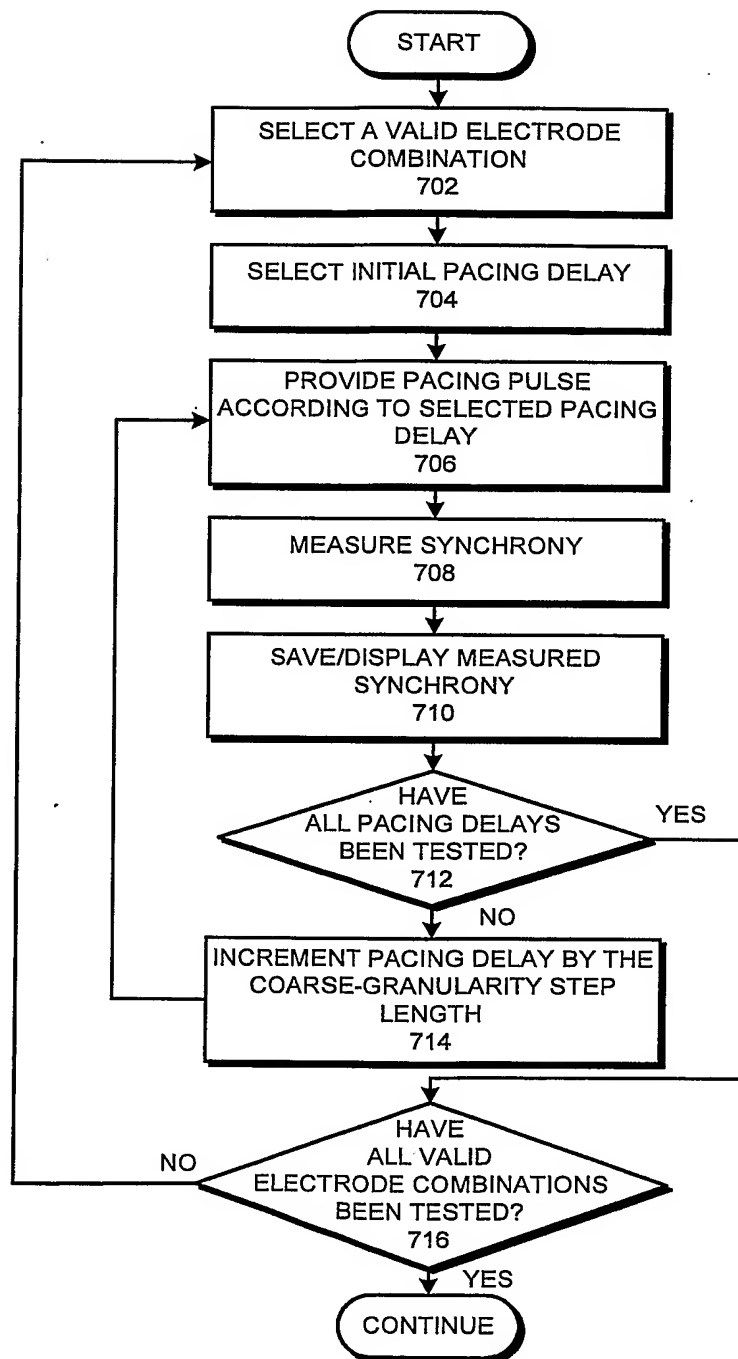 START
SELECT A VALID ELECTRODE
COMBINATION
702
SELECT INITIAL PACING DELAY
704
PROVIDE PACING PULSE
ACCORDING TO SELECTED PACING
DELAY
706
MEASURE SYNCHRONY
708
SAVE/DISPLAY MEASURED
SYNCHRONY
710
HAVE
ALL PACING DELAYS
BEEN TESTED?
712
YES
NO
INCREMENT PACING DELAY BY THE
COARSE-GRANULARITY STEP
LENGTH
714
HAVE
ALL VALID
ELECTRODE COMBINATIONS
BEEN TESTED?
716
NO
YES
CONTINUE